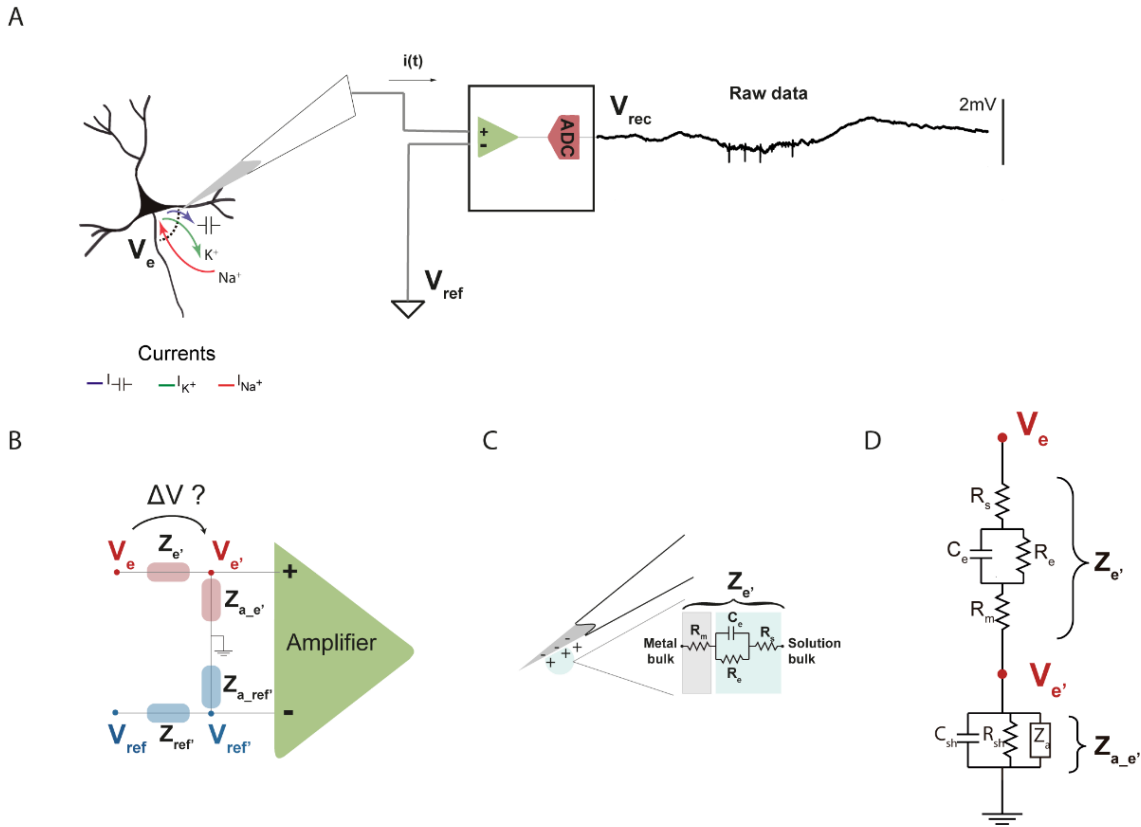 A
i(t)
V_rec
Raw data
2mV
+
-
ADC
V_e
K⁺
Na⁺
V_ref
Currents
I_⊣⊢ I_K⁺ I_Na⁺
B
ΔV ?
V_e Z_e' V_e'
+
Z_a_e'
Amplifier
Z_a_ref'
-
V_ref Z_ref' V_ref'
C
Z_e'
- - - -
+ + + +
Metal bulk
R_m
C_e
R_e
R_s
Solution bulk
D
V_e
R_s
C_e R_e
Z_e'
R_m
V_e'
C_sh R_sh Z_a
Z_a_e'